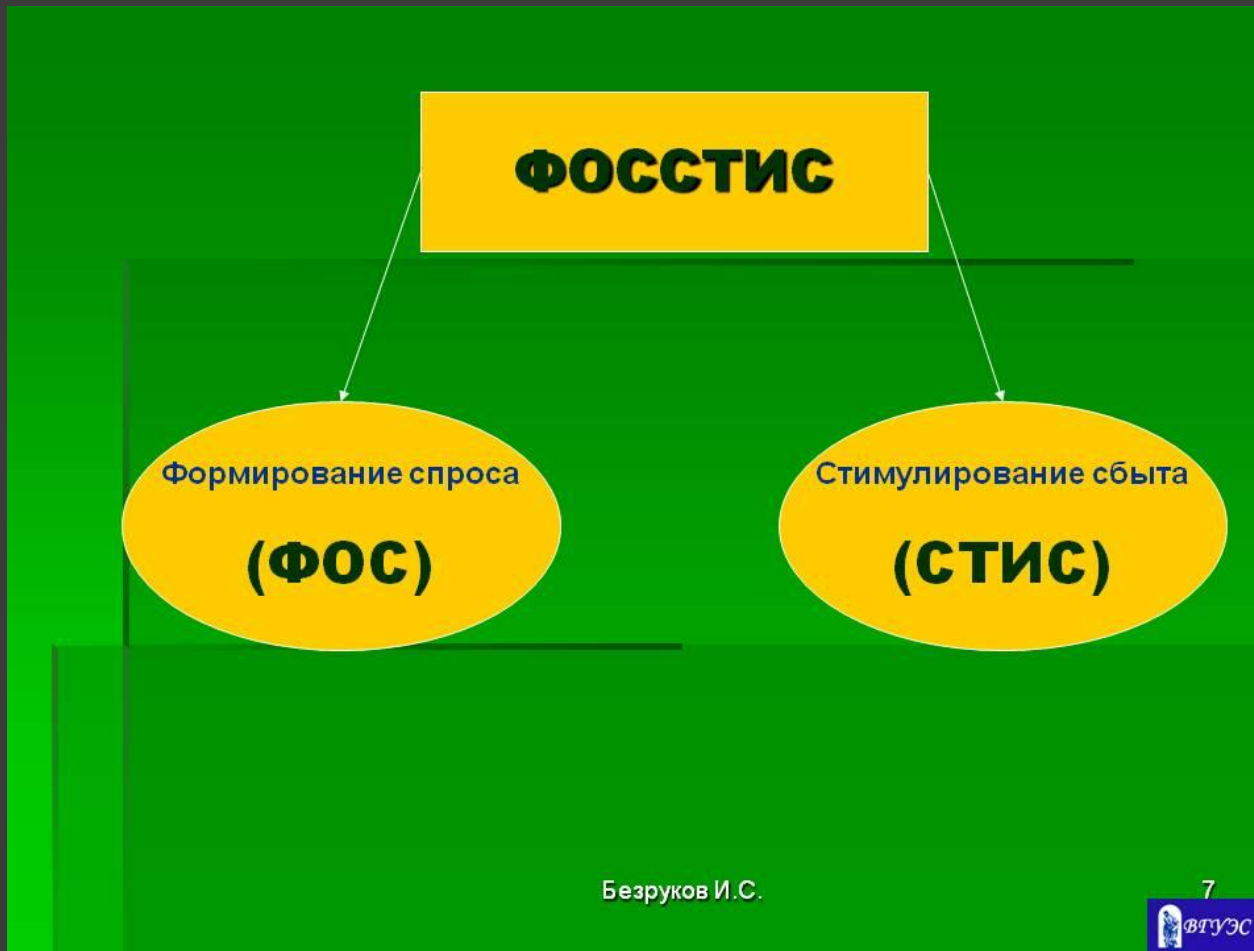 ФОССТИС
Формирование спроса
(ФОС)
Стимулирование сбыта
(СТИС)
Безруков И.С.
7
ВГУЭС